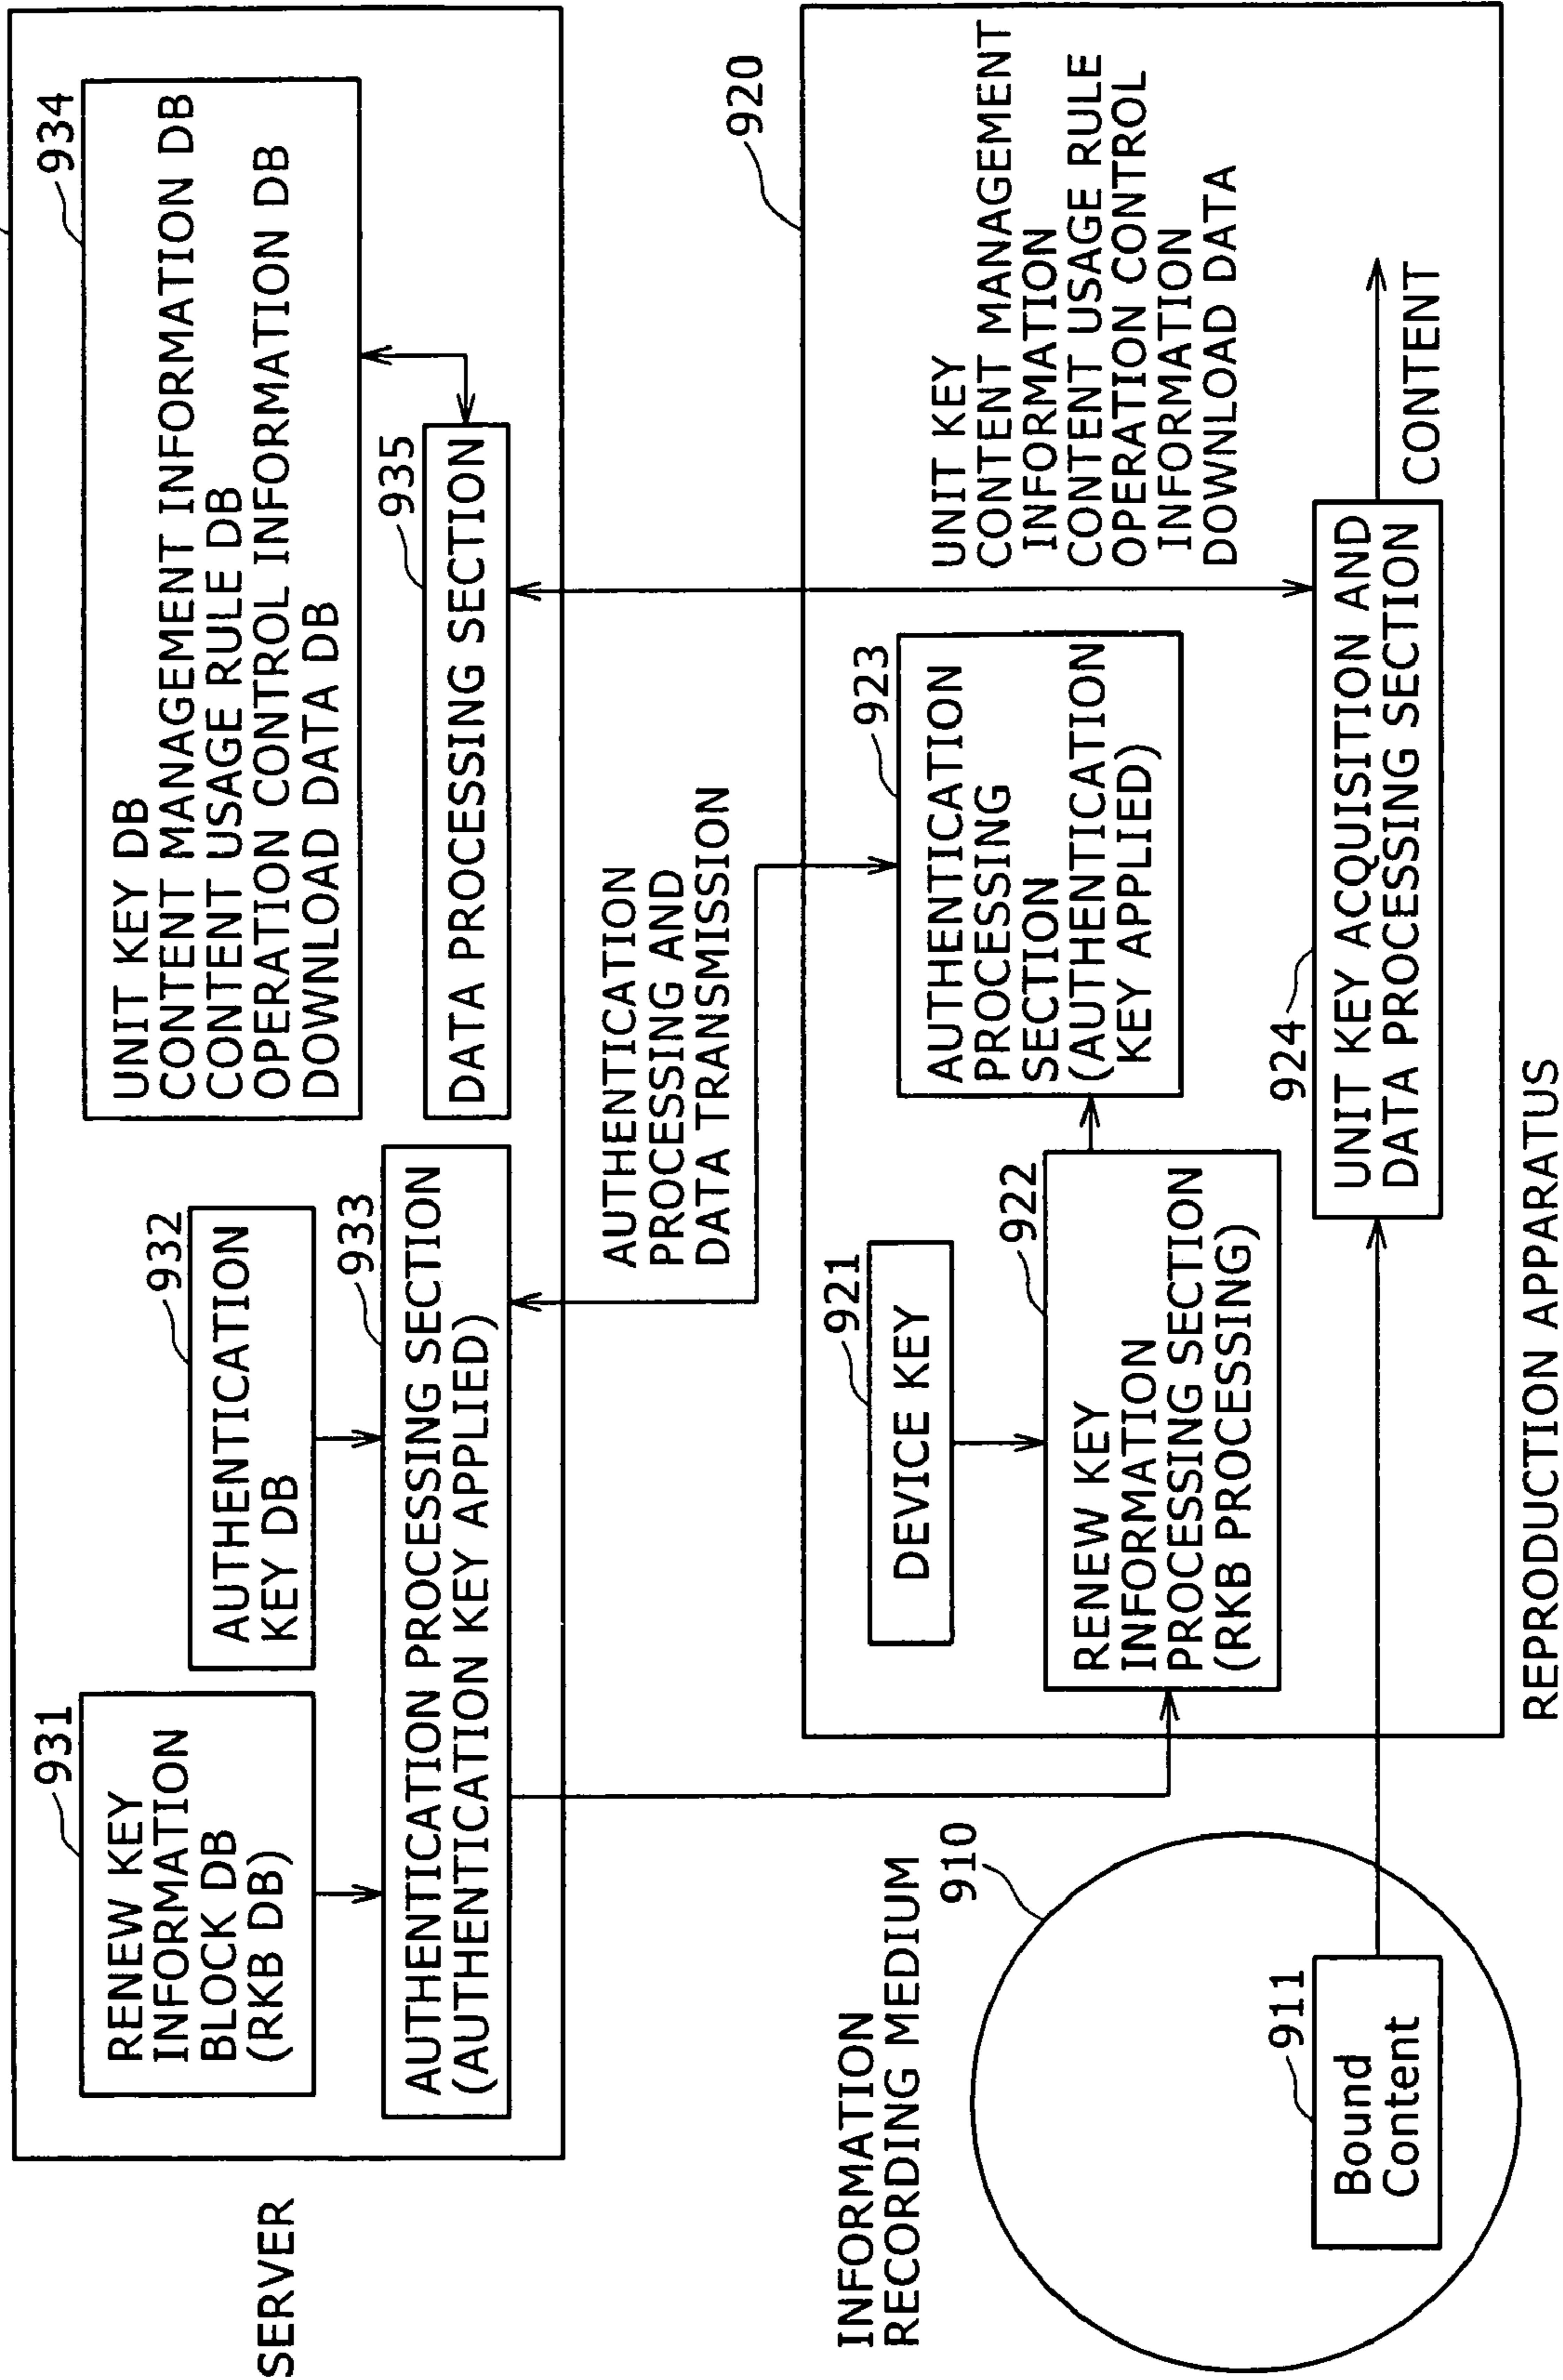 SERVER
931
RENEW KEY
INFORMATION
BLOCK DB
(RKB DB)
932
AUTHENTICATION
KEY DB
933
AUTHENTICATION PROCESSING SECTION
(AUTHENTICATION KEY APPLIED)
934
UNIT KEY DB
CONTENT MANAGEMENT INFORMATION DB
CONTENT USAGE RULE DB
OPERATION CONTROL INFORMATION DB
DOWNLOAD DATA DB
935
DATA PROCESSING SECTION
AUTHENTICATION
PROCESSING AND
DATA TRANSMISSION
INFORMATION
RECORDING MEDIUM
910
911
Bound
Content
920
921
DEVICE KEY
922
RENEW KEY
INFORMATION
PROCESSING SECTION
(RKB PROCESSING)
923
AUTHENTICATION
PROCESSING
SECTION
(AUTHENTICATION
KEY APPLIED)
UNIT KEY
CONTENT MANAGEMENT
INFORMATION
CONTENT USAGE RULE
OPERATION CONTROL
INFORMATION
DOWNLOAD DATA
924
UNIT KEY ACQUISITION AND
DATA PROCESSING SECTION
CONTENT
REPRODUCTION APPARATUS